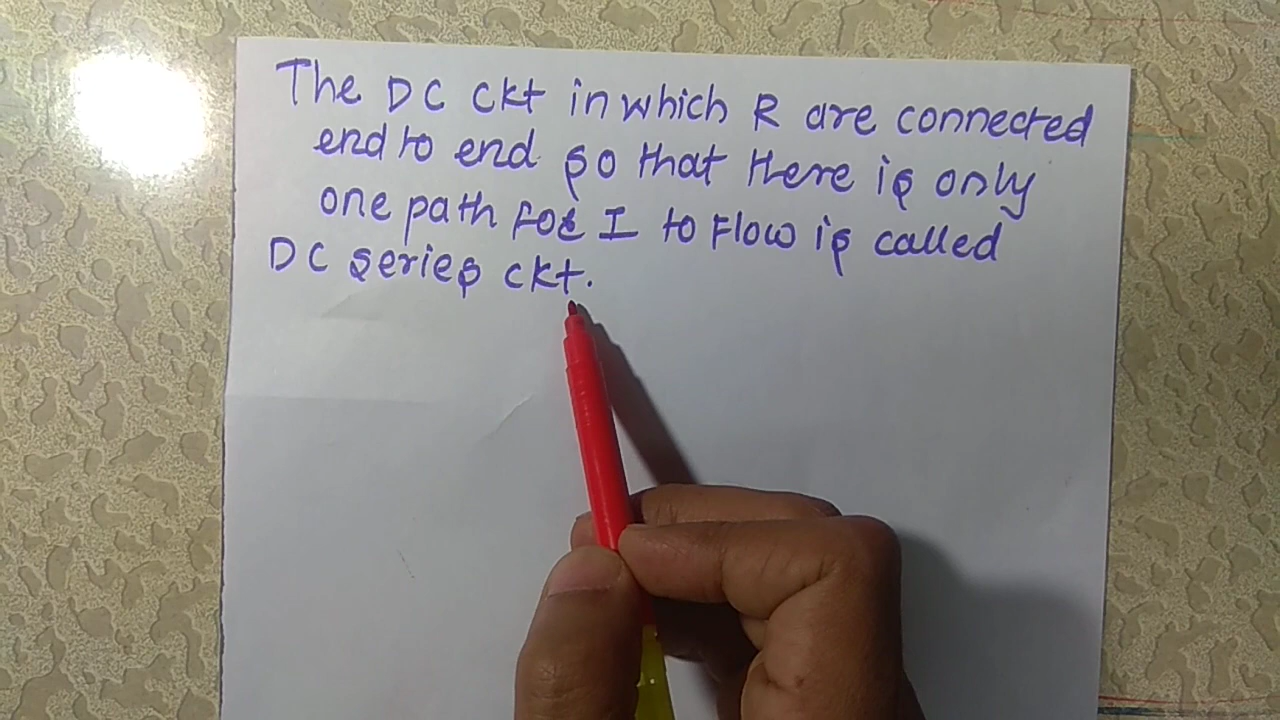 The DC ckt in which R are connected
end to end so that there is only
one path for I to flow is called
DC series ckt.